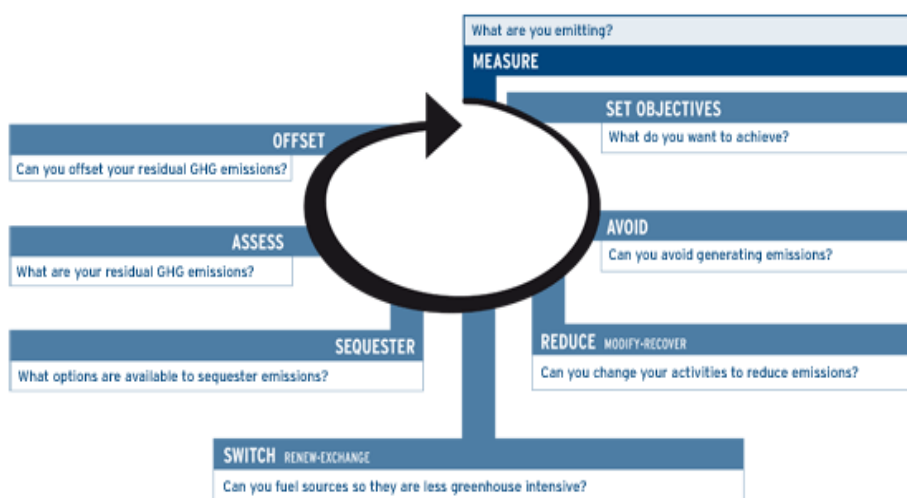 What are you emitting?
MEASURE
SET OBJECTIVES
What do you want to achieve?
AVOID
Can you avoid generating emissions?
REDUCE MODIFY-RECOVER
Can you change your activities to reduce emissions?
SWITCH RENEW-EXCHANGE
Can you fuel sources so they are less greenhouse intensive?
SEQUESTER
What options are available to sequester emissions?
ASSESS
What are your residual GHG emissions?
OFFSET
Can you offset your residual GHG emissions?